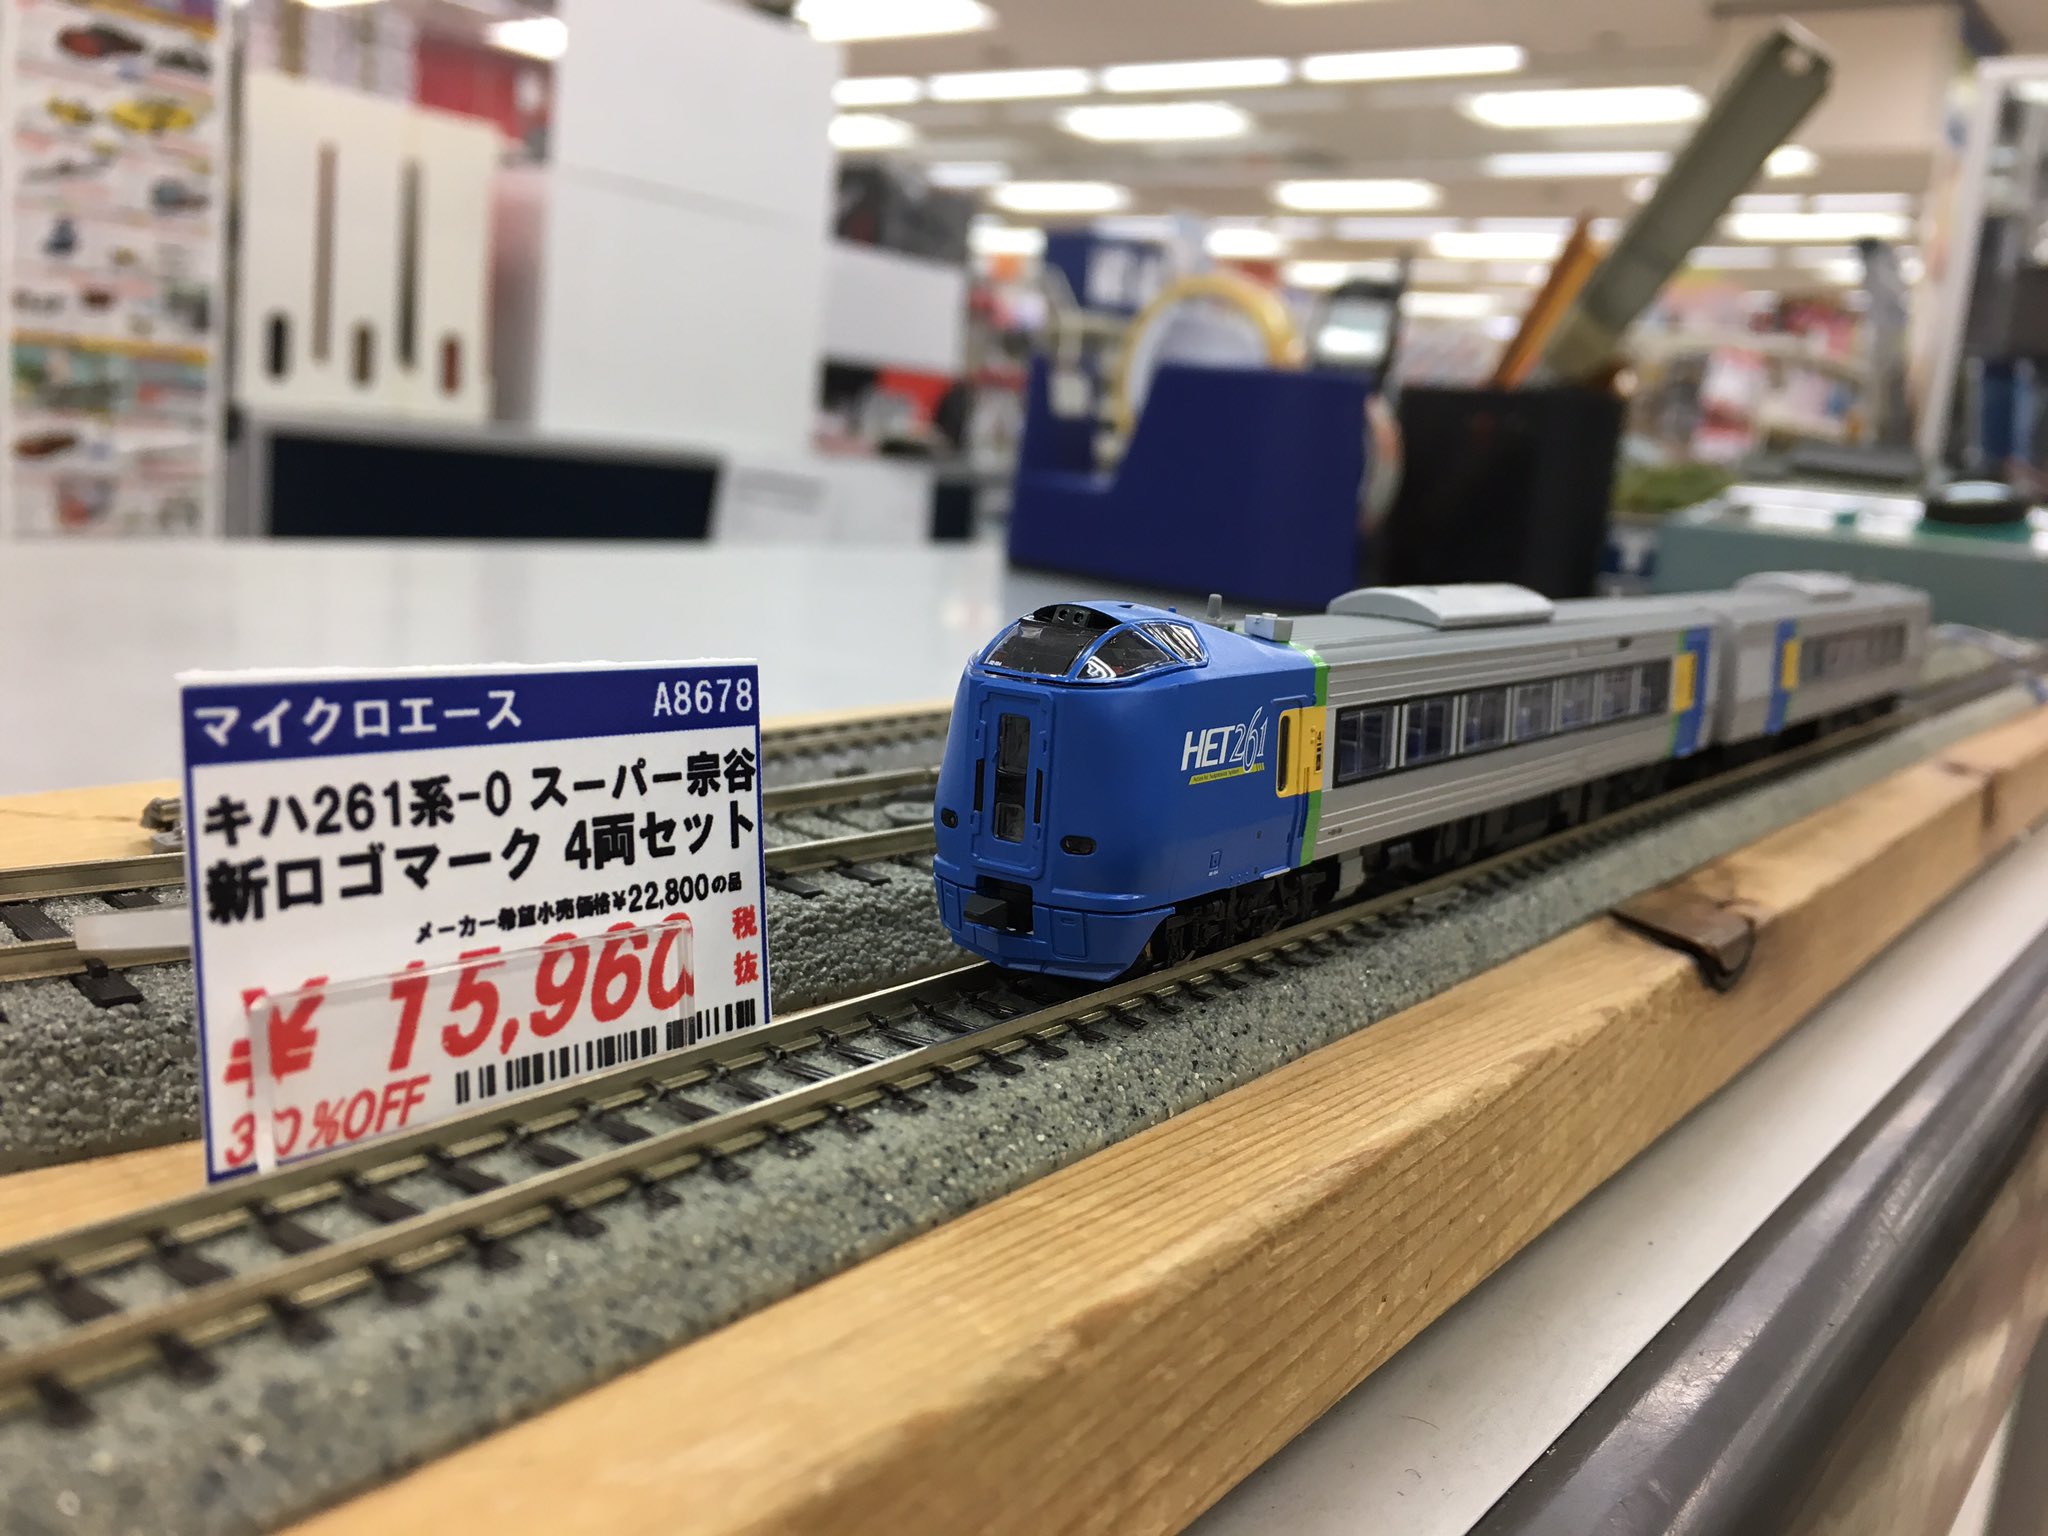 マイクロエース A8678
キハ261系-0 スーパー宗谷
新ロゴマーク 4両セット
メーカー希望小売価格¥22,800の品
¥ 15,960 税抜
30%OFF
HET261